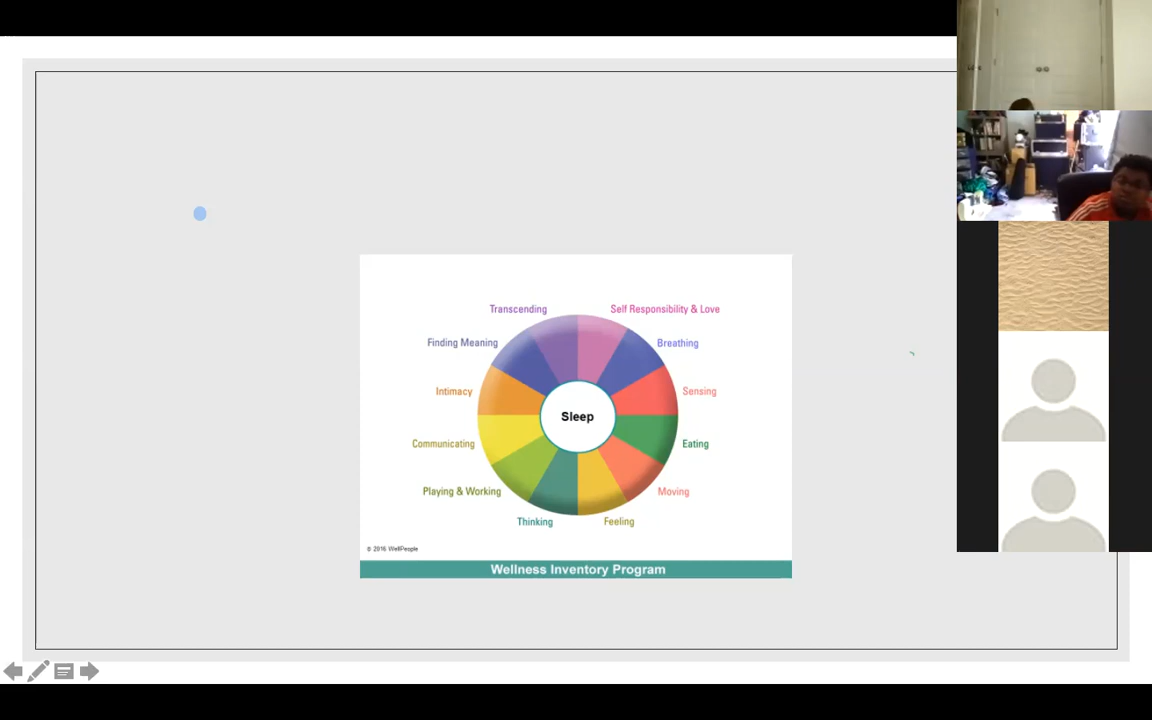 Transcending
Self Responsibility & Love
Finding Meaning
Breathing
Intimacy
Sensing
Sleep
Communicating
Eating
Playing & Working
Moving
Thinking
Feeling
© 2016 WellPeople
Wellness Inventory Program